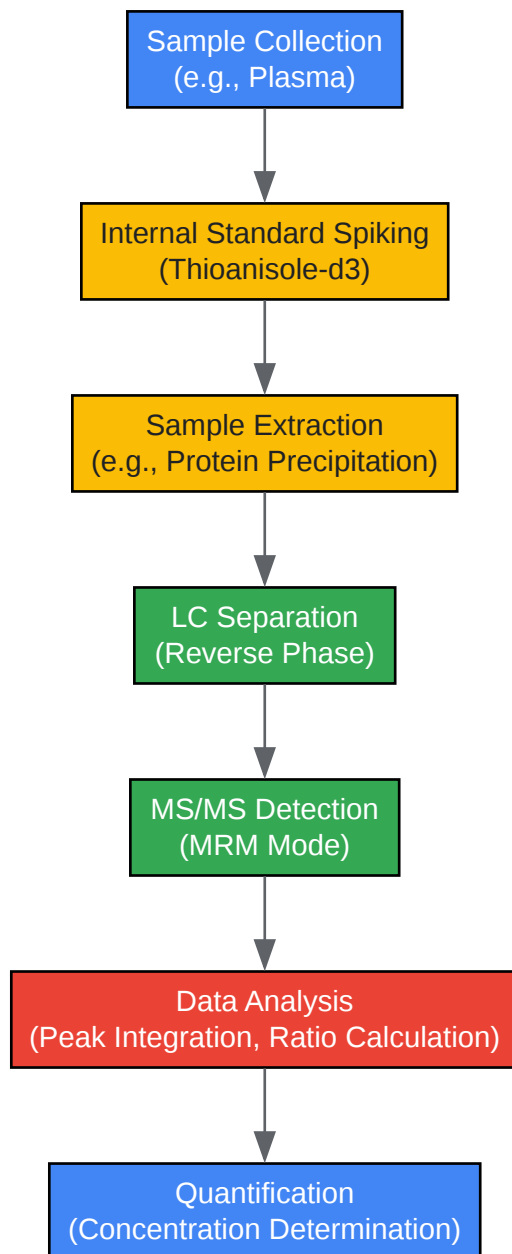 Sample Collection
(e.g., Plasma)
Internal Standard Spiking
(Thioanisole-d3)
Sample Extraction
(e.g., Protein Precipitation)
LC Separation
(Reverse Phase)
MS/MS Detection
(MRM Mode)
Data Analysis
(Peak Integration, Ratio Calculation)
Quantification
(Concentration Determination)